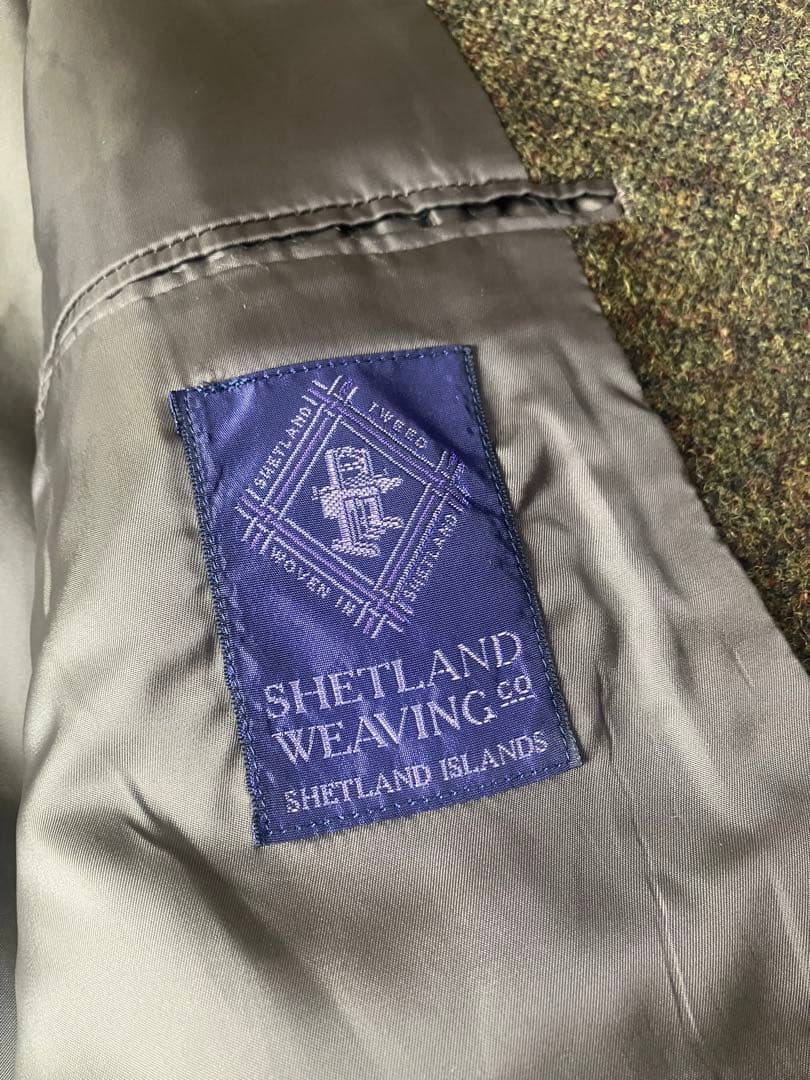 SHETLAND
TWEED
WOVEN IN
SHETLAND
SHETLAND
WEAVING CO
SHETLAND ISLANDS